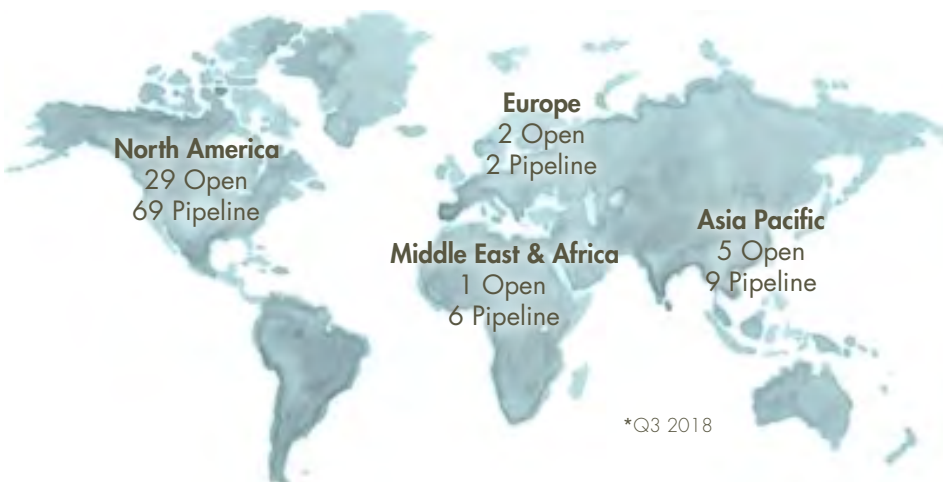 Europe
2 Open
2 Pipeline
North America
29 Open
69 Pipeline
Asia Pacific
5 Open
9 Pipeline
Middle East & Africa
1 Open
6 Pipeline
*Q3 2018